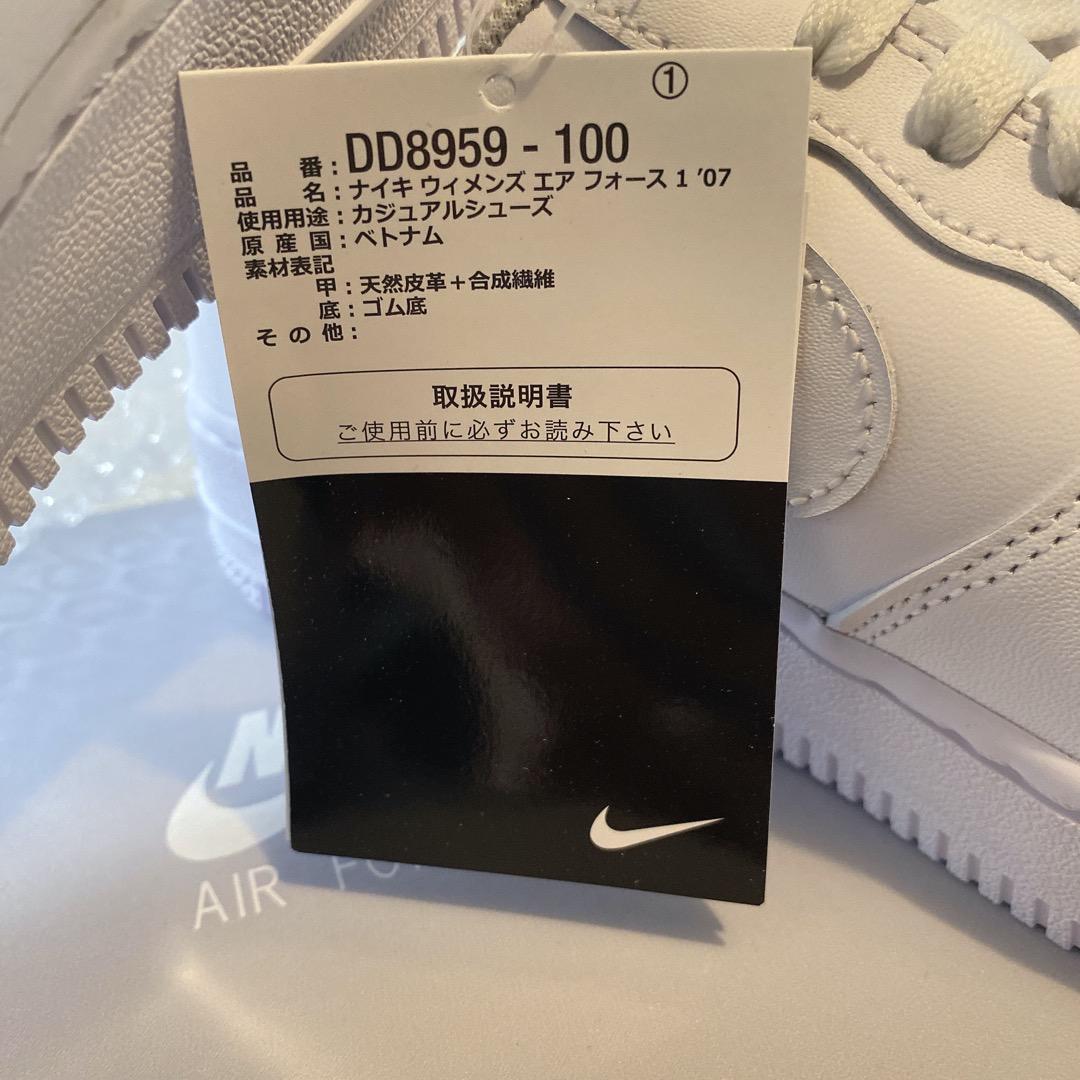 ①
品 番 : DD8959 - 100
品 名 : ナイキ ウィメンズ エア フォース 1 '07
使用用途 : カジュアルシューズ
原 産 国 : ベトナム
素材表記
甲 : 天然皮革＋合成繊維
底 : ゴム底
そ の 他 :
取扱説明書
ご使用前に必ずお読み下さい
AIR